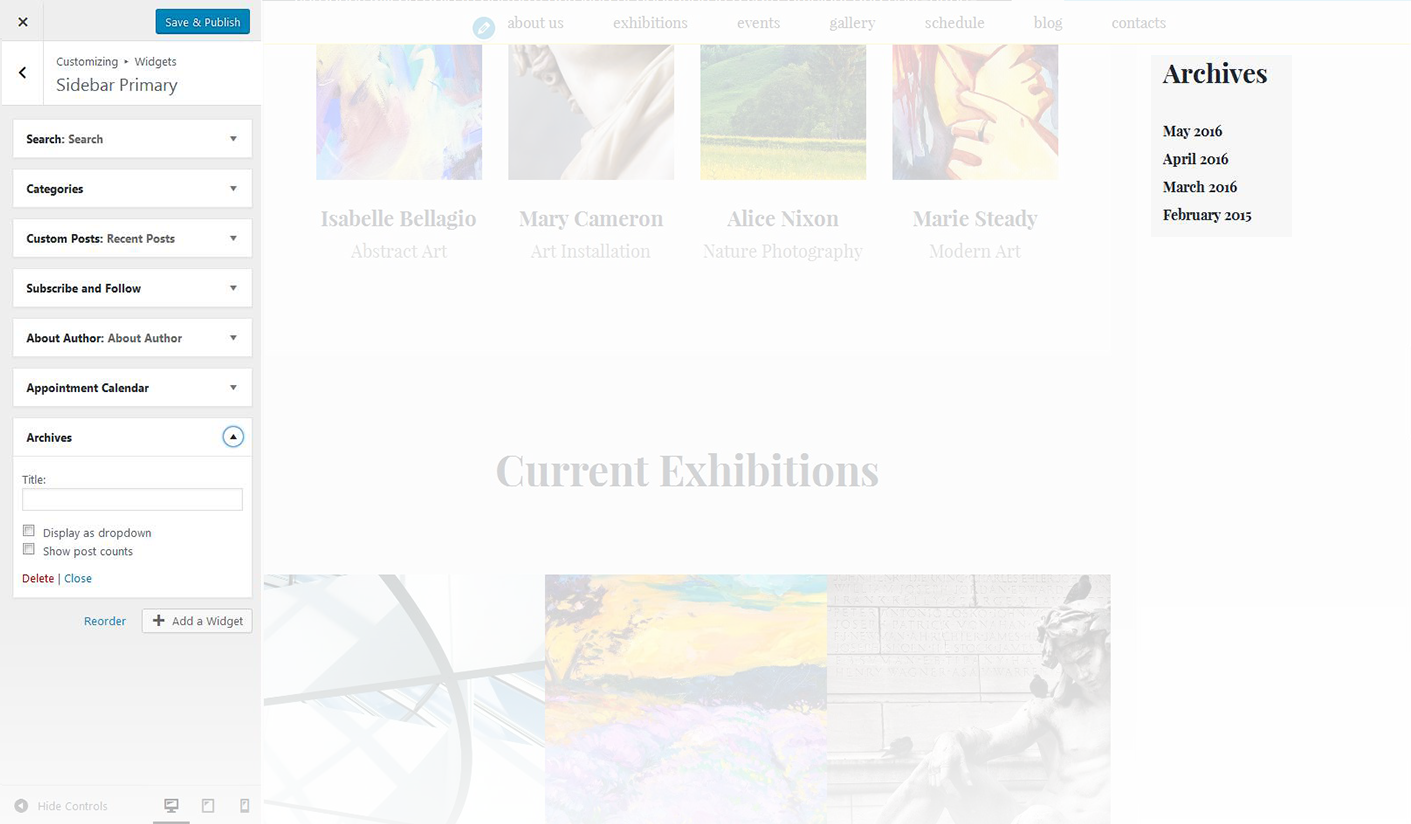 Save & Publish
Customizing ▸ Widgets
Sidebar Primary
Search: Search
Categories
Custom Posts: Recent Posts
Subscribe and Follow
About Author: About Author
Appointment Calendar
Archives
Title:
Display as dropdown
Show post counts
Delete | Close
Reorder
Add a Widget
Hide Controls
about us exhibitions events gallery schedule blog contacts
Isabelle Bellagio
Abstract Art
Mary Cameron
Art Installation
Alice Nixon
Nature Photography
Marie Steady
Modern Art
Current Exhibitions
Archives
May 2016
April 2016
March 2016
February 2015